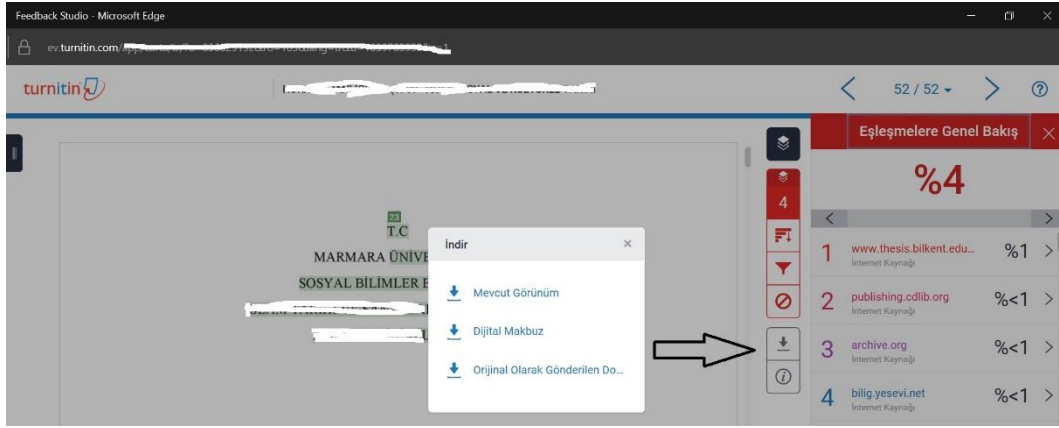 Feedback Studio - Microsoft Edge
ev.turnitin.com/
turnitin
52 / 52
Eşleşmelere Genel Bakış
%4
4
23
T.C
MARMARA ÜNİVE
SOSYAL BİLİMLER E
İndir
Mevcut Görünüm
Dijital Makbuz
Orijinal Olarak Gönderilen Do...
1 www.thesis.bilkent.edu... %1
İnternet Kaynağı
2 publishing.cdlib.org %<1
İnternet Kaynağı
3 archive.org %<1
İnternet Kaynağı
4 bilig.yesevi.net %<1
İnternet Kaynağı